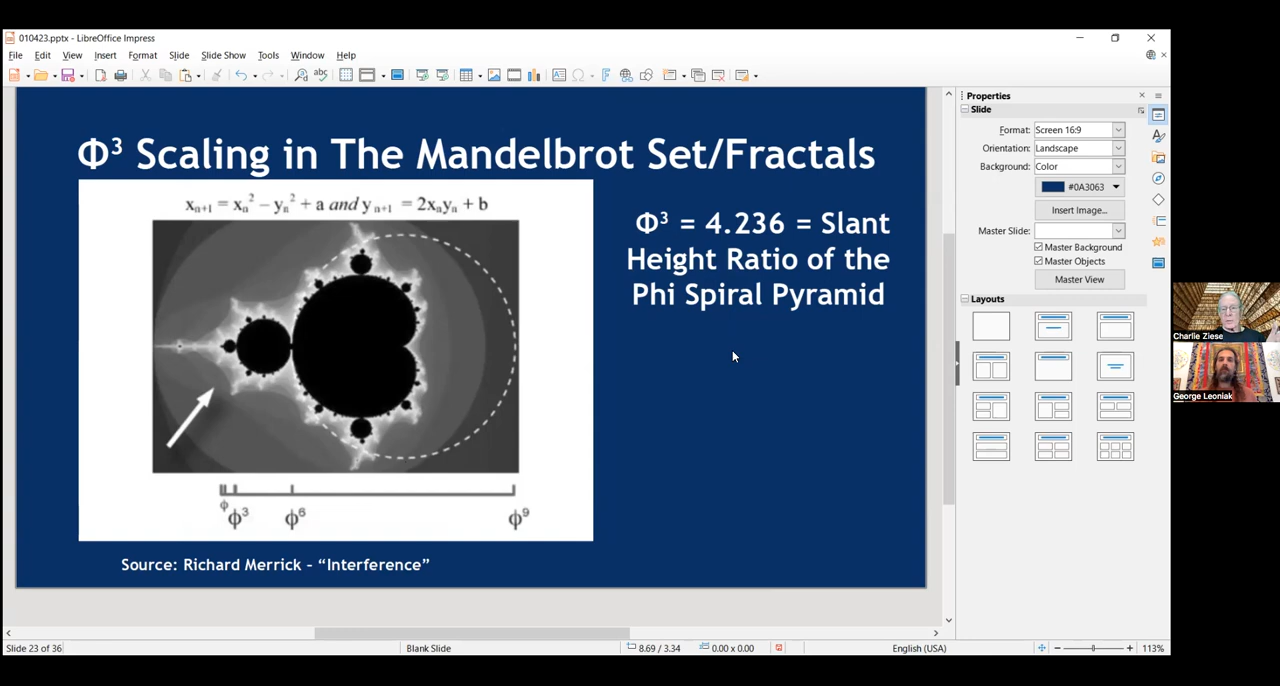 010423.pptx - LibreOffice Impress
File Edit View Insert Format Slide Slide Show Tools Window Help
Φ³ Scaling in The Mandelbrot Set/Fractals
xₙ₊₁ = xₙ² – yₙ² + a and y ₙ₊₁ = 2xₙyₙ + b
Φ³ = 4.236 = Slant
Height Ratio of the
Phi Spiral Pyramid
ϕ ϕ³ ϕ⁶ ϕ⁹
Source: Richard Merrick – “Interference”
Properties
Slide
Format: Screen 16:9
Orientation: Landscape
Background: Color
#0A3063
Insert Image...
Master Slide:
Master Background
Master Objects
Master View
Layouts
Charlie Ziese
George Leoniak
Slide 23 of 36
Blank Slide
8.69 / 3.34
0.00 x 0.00
English (USA)
113%